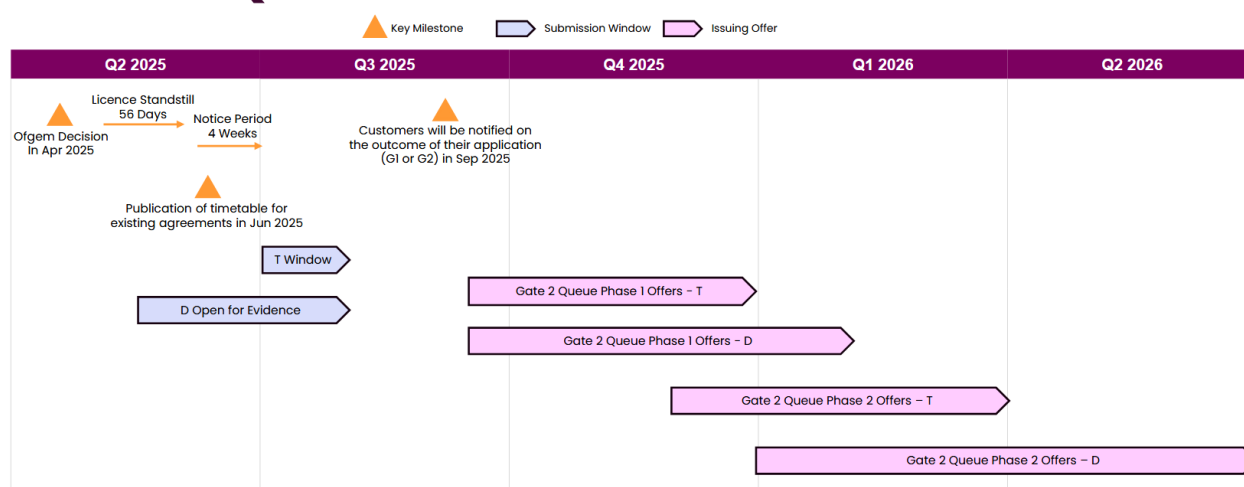 Key Milestone
Submission Window
Issuing Offer
Q2 2025
Q3 2025
Q4 2025
Q1 2026
Q2 2026
Licence Standstill
56 Days
Notice Period
4 Weeks
Ofgem Decision
In Apr 2025
Customers will be notified on
the outcome of their application
(G1 or G2) in Sep 2025
Publication of timetable for
existing agreements in Jun 2025
T Window
D Open for Evidence
Gate 2 Queue Phase 1 Offers - T
Gate 2 Queue Phase 1 Offers - D
Gate 2 Queue Phase 2 Offers – T
Gate 2 Queue Phase 2 Offers – D